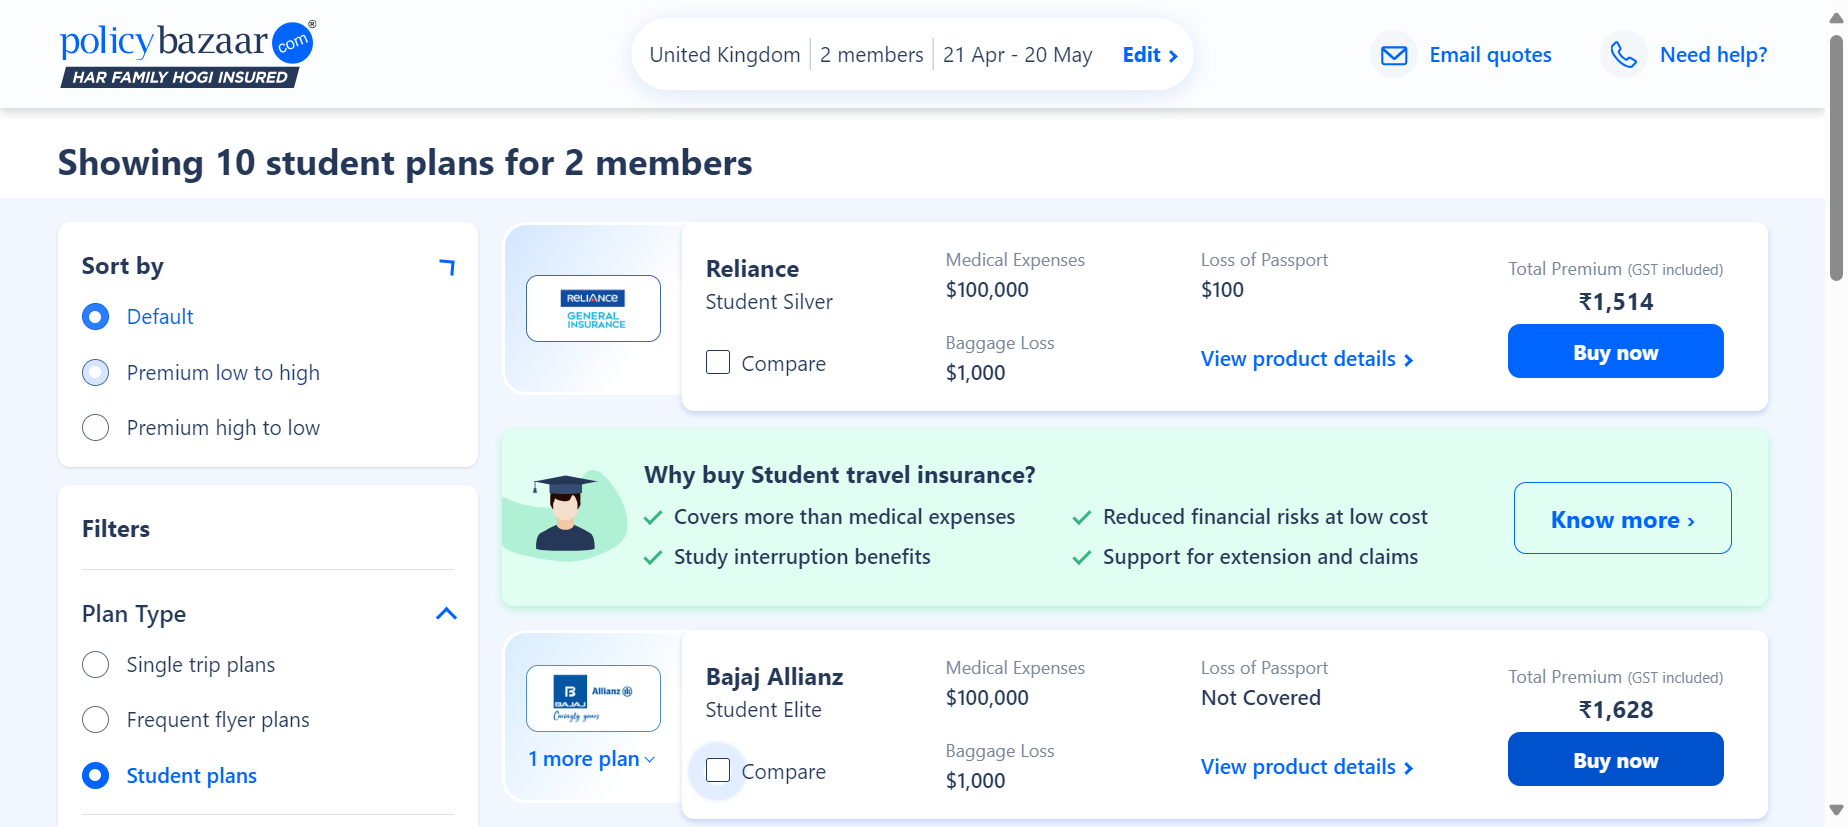 policybazaar.com®
HAR FAMILY HOGI INSURED
United Kingdom 2 members 21 Apr - 20 May Edit
Email quotes
Need help?
Showing 10 student plans for 2 members
Sort by
Default
Premium low to high
Premium high to low
Filters
Plan Type
Single trip plans
Frequent flyer plans
Student plans
RELIANCE
GENERAL
INSURANCE
Reliance
Student Silver
Compare
Medical Expenses
$100,000
Baggage Loss
$1,000
Loss of Passport
$100
View product details
Total Premium (GST included)
₹1,514
Buy now
Why buy Student travel insurance?
Covers more than medical expenses
Reduced financial risks at low cost
Study interruption benefits
Support for extension and claims
Know more ›
B
BAJAJ
Allianz
Caringly yours
1 more plan
Bajaj Allianz
Student Elite
Compare
Medical Expenses
$100,000
Baggage Loss
$1,000
Loss of Passport
Not Covered
View product details
Total Premium (GST included)
₹1,628
Buy now